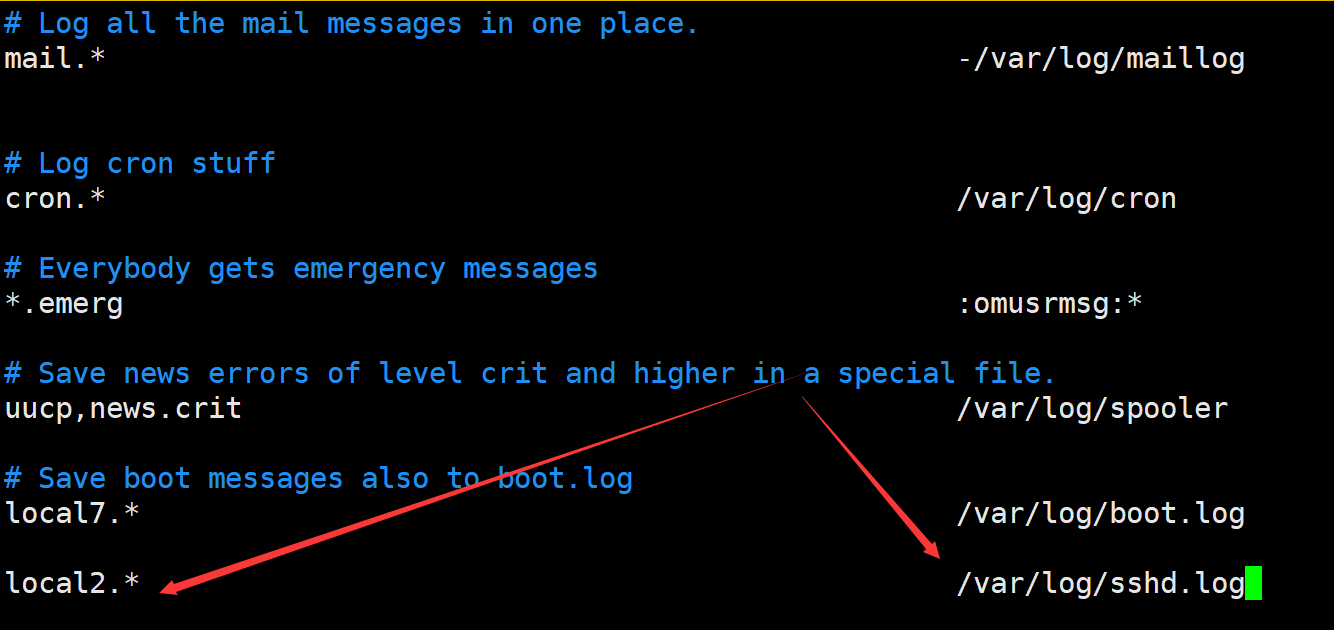 # Log all the mail messages in one place.
mail.* -/var/log/maillog
# Log cron stuff
cron.* /var/log/cron
# Everybody gets emergency messages
*.emerg :omusrmsg:*
# Save news errors of level crit and higher in a special file.
uucp,news.crit /var/log/spooler
# Save boot messages also to boot.log
local7.* /var/log/boot.log
local2.* /var/log/sshd.log